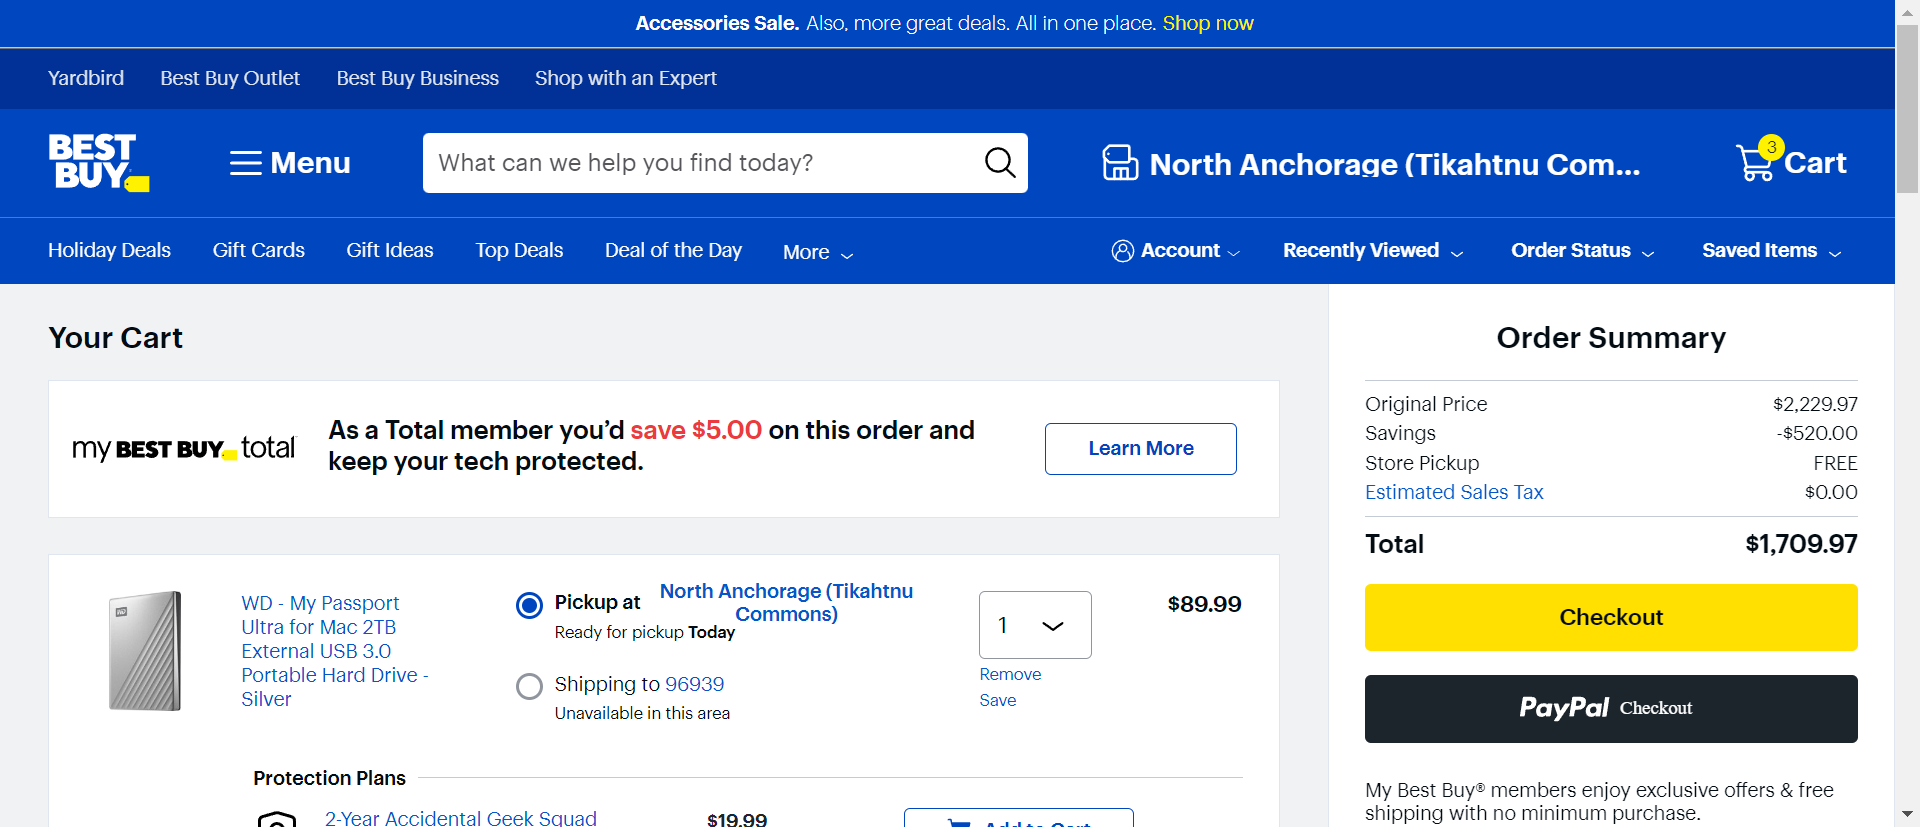 Accessories Sale. Also, more great deals. All in one place. Shop now
Yardbird Best Buy Outlet Best Buy Business Shop with an Expert
BEST BUY
Menu
What can we help you find today?
North Anchorage (Tikahtnu Com...
3
Cart
Holiday Deals Gift Cards Gift Ideas Top Deals Deal of the Day More
Account Recently Viewed Order Status Saved Items
Your Cart
my BEST BUY total
As a Total member you’d save $5.00 on this order and
keep your tech protected.
Learn More
WD
WD - My Passport
Ultra for Mac 2TB
External USB 3.0
Portable Hard Drive -
Silver
Pickup at North Anchorage (Tikahtnu
Commons)
Ready for pickup Today
Shipping to 96939
Unavailable in this area
1
Remove
Save
$89.99
Protection Plans
2-Year Accidental Geek Squad
$19.99
Add to Cart
Order Summary
Original Price $2,229.97
Savings -$520.00
Store Pickup FREE
Estimated Sales Tax $0.00
Total $1,709.97
Checkout
PayPal Checkout
My Best Buy® members enjoy exclusive offers & free
shipping with no minimum purchase.